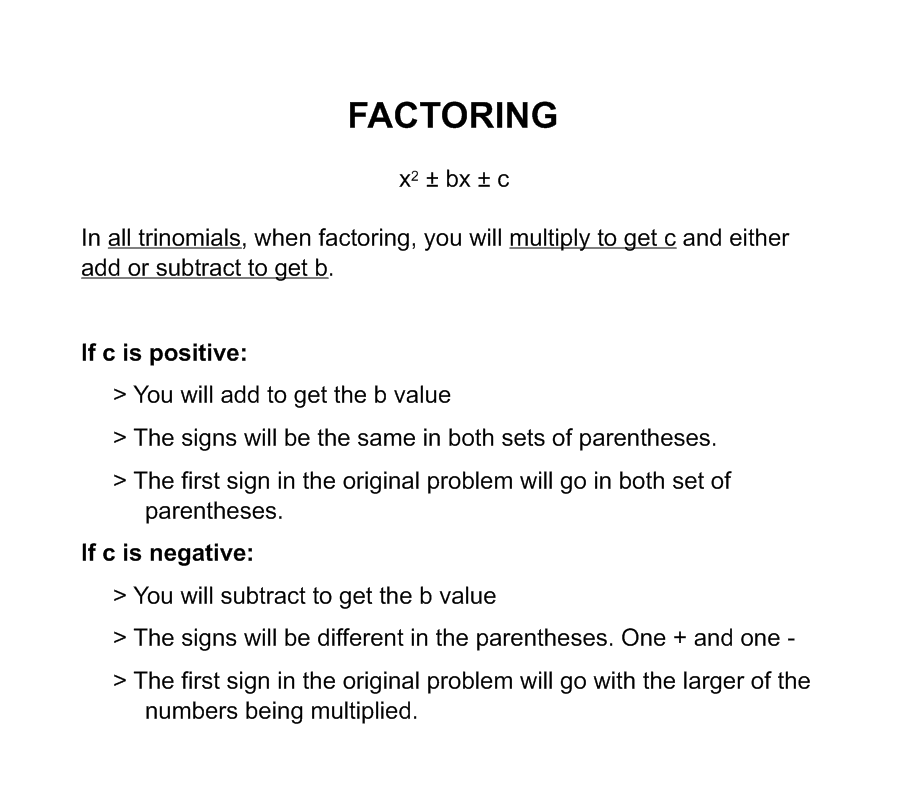 FACTORING
x² ± bx ± c
In all trinomials, when factoring, you will multiply to get c and either
add or subtract to get b.
If c is positive:
> You will add to get the b value
> The signs will be the same in both sets of parentheses.
> The first sign in the original problem will go in both set of
parentheses.
If c is negative:
> You will subtract to get the b value
> The signs will be different in the parentheses. One + and one -
> The first sign in the original problem will go with the larger of the
numbers being multiplied.